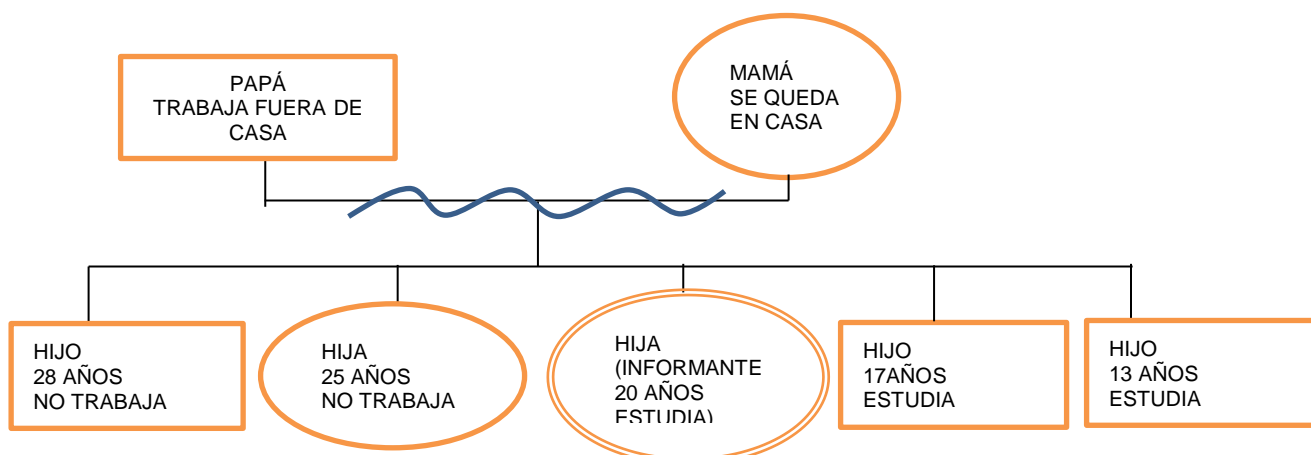 PAPÁ
TRABAJA FUERA DE
CASA
MAMÁ
SE QUEDA
EN CASA
HIJO
28 AÑOS
NO TRABAJA
HIJA
25 AÑOS
NO TRABAJA
HIJA
(INFORMANTE
20 AÑOS
ESTUDIA)
HIJO
17AÑOS
ESTUDIA
HIJO
13 AÑOS
ESTUDIA